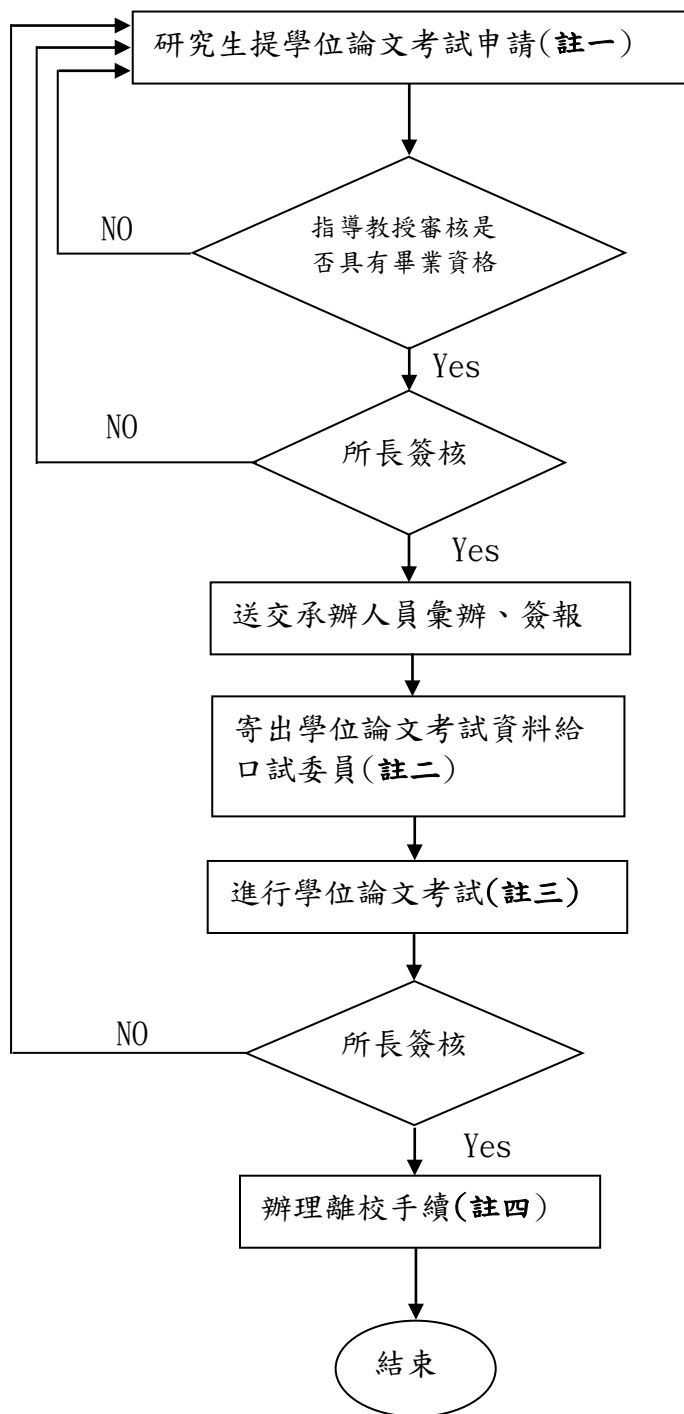 研究生提學位論文考試申請(註一)
指導教授審核是
否具有畢業資格
NO
Yes
NO
所長簽核
Yes
送交承辦人員彙辦、簽報
寄出學位論文考試資料給
口試委員(註二)
進行學位論文考試(註三)
NO
所長簽核
Yes
辦理離校手續(註四)
結束